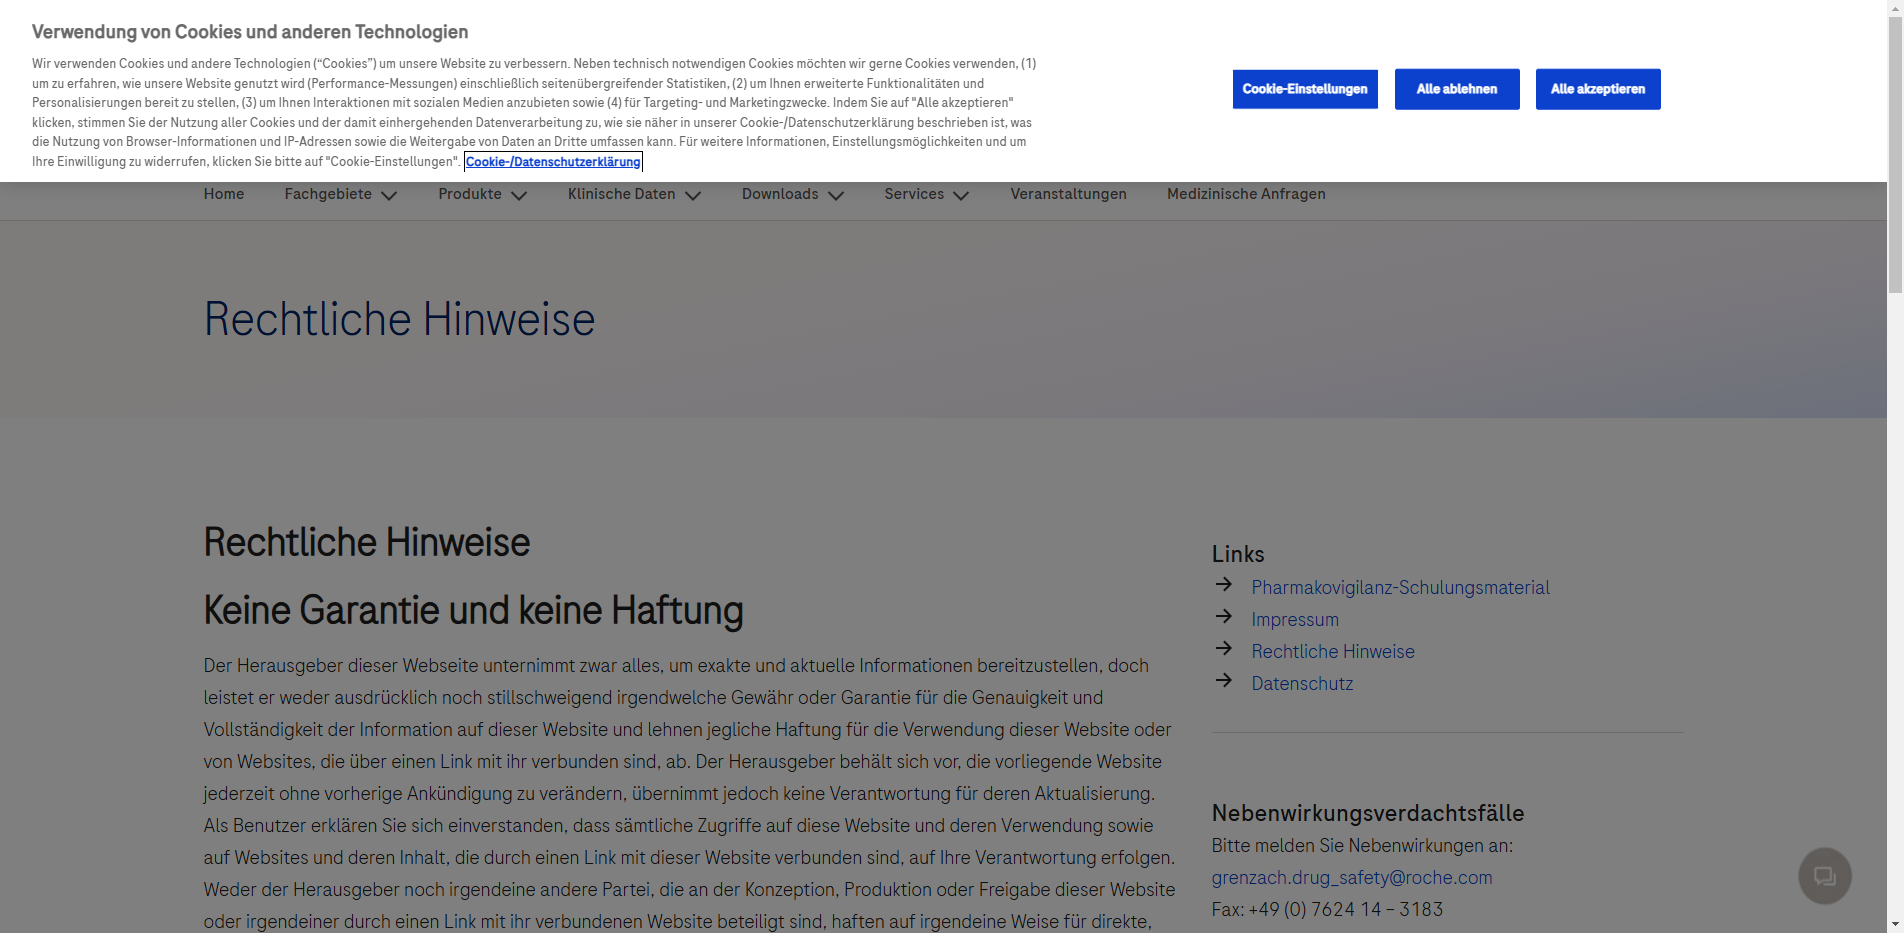 Verwendung von Cookies und anderen Technologien
Wir verwenden Cookies und andere Technologien (“Cookies”) um unsere Website zu verbessern. Neben technisch notwendigen Cookies möchten wir gerne Cookies verwenden, (1)
um zu erfahren, wie unsere Website genutzt wird (Performance-Messungen) einschließlich seitenübergreifender Statistiken, (2) um Ihnen erweiterte Funktionalitäten und
Personalisierungen bereit zu stellen, (3) um Ihnen Interaktionen mit sozialen Medien anzubieten sowie (4) für Targeting- und Marketingzwecke. Indem Sie auf "Alle akzeptieren"
klicken, stimmen Sie der Nutzung aller Cookies und der damit einhergehenden Datenverarbeitung zu, wie sie näher in unserer Cookie-/Datenschutzerklärung beschrieben ist, was
die Nutzung von Browser-Informationen und IP-Adressen sowie die Weitergabe von Daten an Dritte umfassen kann. Für weitere Informationen, Einstellungsmöglichkeiten und um
Ihre Einwilligung zu widerrufen, klicken Sie bitte auf "Cookie-Einstellungen". Cookie-/Datenschutzerklärung
Cookie-Einstellungen Alle ablehnen Alle akzeptieren
Home Fachgebiete Produkte Klinische Daten Downloads Services Veranstaltungen Medizinische Anfragen
Rechtliche Hinweise
Rechtliche Hinweise
Keine Garantie und keine Haftung
Der Herausgeber dieser Webseite unternimmt zwar alles, um exakte und aktuelle Informationen bereitzustellen, doch
leistet er weder ausdrücklich noch stillschweigend irgendwelche Gewähr oder Garantie für die Genauigkeit und
Vollständigkeit der Information auf dieser Website und lehnen jegliche Haftung für die Verwendung dieser Website oder
von Websites, die über einen Link mit ihr verbunden sind, ab. Der Herausgeber behält sich vor, die vorliegende Website
jederzeit ohne vorherige Ankündigung zu verändern, übernimmt jedoch keine Verantwortung für deren Aktualisierung.
Als Benutzer erklären Sie sich einverstanden, dass sämtliche Zugriffe auf diese Website und deren Verwendung sowie
auf Websites und deren Inhalt, die durch einen Link mit dieser Website verbunden sind, auf Ihre Verantwortung erfolgen.
Weder der Herausgeber noch irgendeine andere Partei, die an der Konzeption, Produktion oder Freigabe dieser Website
oder irgendeiner durch einen Link mit ihr verbundenen Website beteiligt sind, haften auf irgendeine Weise für direkte,
Links
Pharmakovigilanz-Schulungsmaterial
Impressum
Rechtliche Hinweise
Datenschutz
Nebenwirkungsverdachtsfälle
Bitte melden Sie Nebenwirkungen an:
grenzach.drug_safety@roche.com
Fax: +49 (0) 7624 14 – 3183